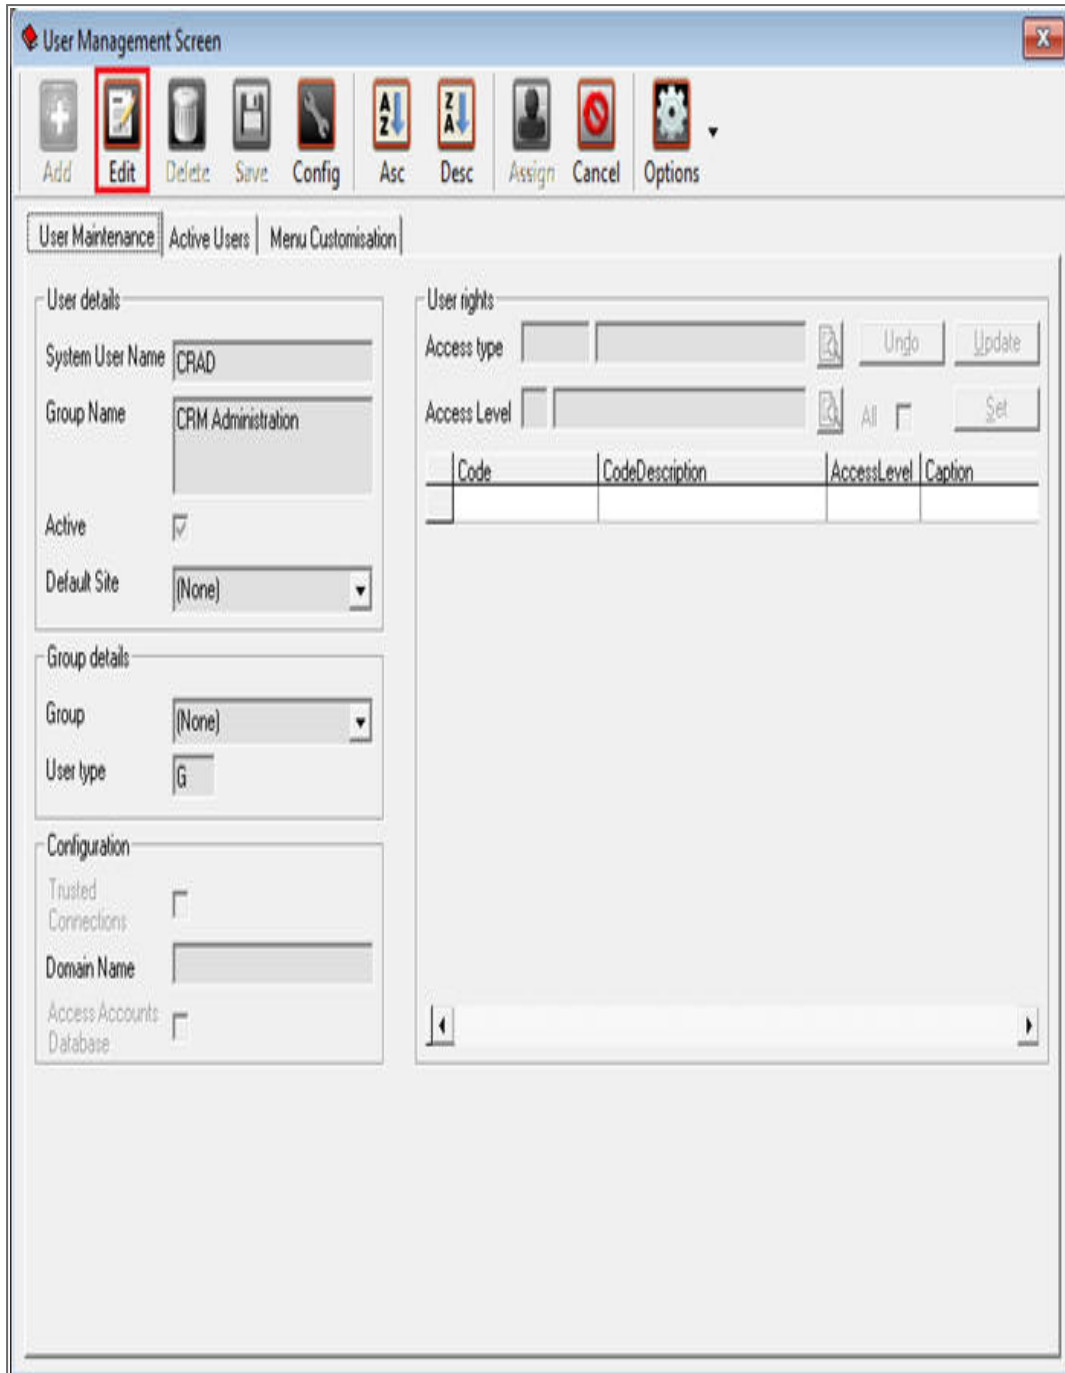 User Management Screen
Add Edit Delete Save Config Asc Desc Assign Cancel Options
User Maintenance Active Users Menu Customisation
User details
System User Name CRAD
Group Name CRM Administration
Active
Default Site (None)
Group details
Group (None)
User type G
Configuration
Trusted
Connections
Domain Name
Access Accounts
Database
User rights
Access type Undo Update
Access Level All Set
Code CodeDescription AccessLevel Caption